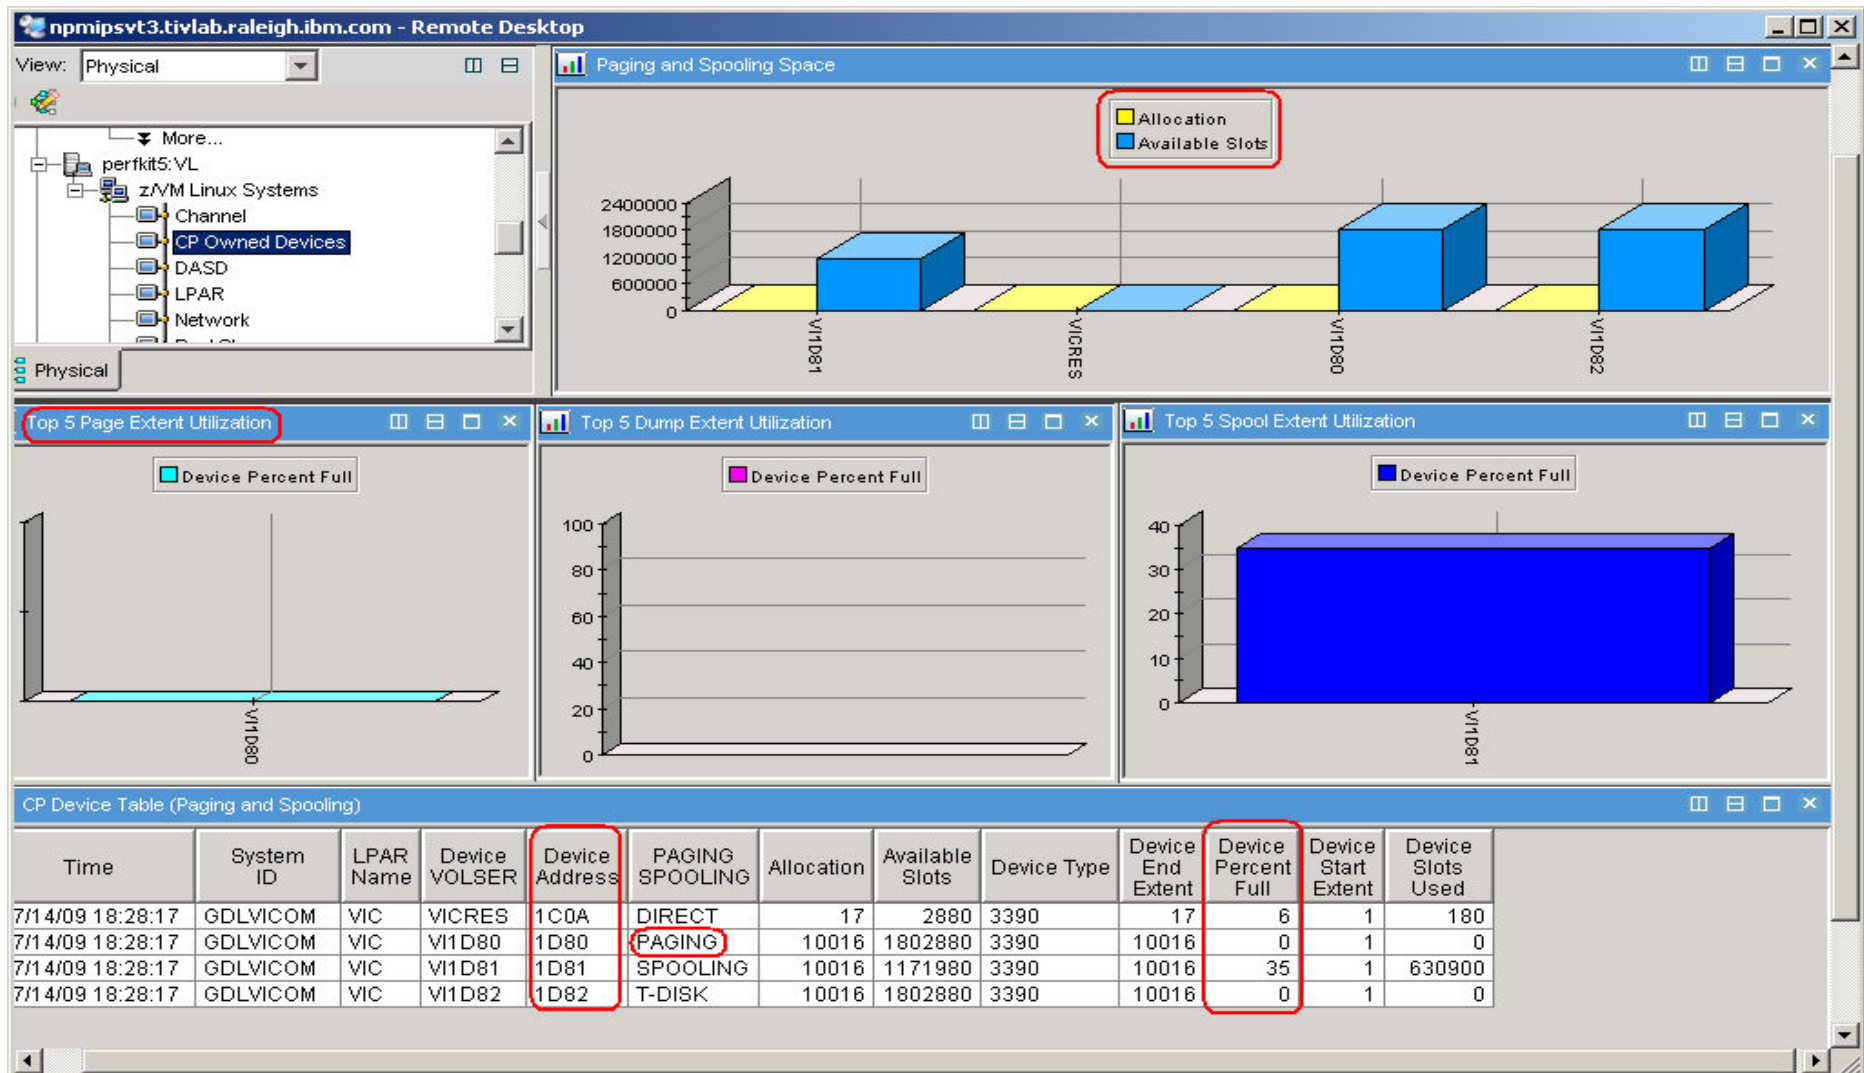 npmipsvt3.tivlab.raleigh.ibm.com - Remote Desktop
View: Physical
More...
perfkit5:VL
z/VM Linux Systems
Channel
CP Owned Devices
DASD
LPAR
Network
Physical
Paging and Spooling Space
Allocation
Available Slots
2400000
1800000
1200000
600000
0
VI1D81
VICRES
VI1D80
VI1D82
Top 5 Page Extent Utilization
Device Percent Full
VI1D80
Top 5 Dump Extent Utilization
Device Percent Full
100
80
60
40
20
0
Top 5 Spool Extent Utilization
Device Percent Full
40
30
20
10
0
VI1D81
CP Device Table (Paging and Spooling)
Time System ID LPAR Name Device VOLSER Device Address PAGING SPOOLING Allocation Available Slots Device Type Device End Extent Device Percent Full Device Start Extent Device Slots Used
7/14/09 18:28:17 GDLVICOM VIC VICRES 1C0A DIRECT 17 2880 3390 17 6 1 180
7/14/09 18:28:17 GDLVICOM VIC VI1D80 1D80 PAGING 10016 1802880 3390 10016 0 1 0
7/14/09 18:28:17 GDLVICOM VIC VI1D81 1D81 SPOOLING 10016 1171980 3390 10016 35 1 630900
7/14/09 18:28:17 GDLVICOM VIC VI1D82 1D82 T-DISK 10016 1802880 3390 10016 0 1 0